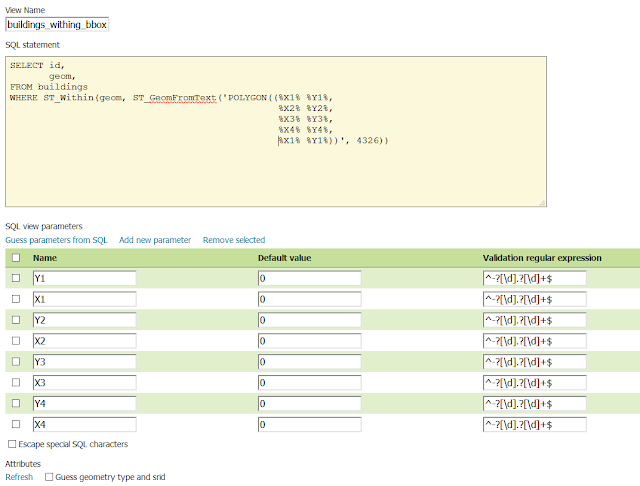 View Name
buildings_withing_bbox
SQL statement
SELECT id,
geom,
FROM buildings
WHERE ST_Within(geom, ST_GeomFromText('POLYGON((%X1% %Y1%,
%X2% %Y2%,
%X3% %Y3%,
%X4% %Y4%,
%X1% %Y1%))', 4326))
SQL view parameters
Guess parameters from SQL Add new parameter Remove selected
Name Default value Validation regular expression
Y1 0 ^-?[\d].?[\d]+$
X1 0 ^-?[\d].?[\d]+$
Y2 0 ^-?[\d].?[\d]+$
X2 0 ^-?[\d].?[\d]+$
Y3 0 ^-?[\d].?[\d]+$
X3 0 ^-?[\d].?[\d]+$
Y4 0 ^-?[\d].?[\d]+$
X4 0 ^-?[\d].?[\d]+$
Escape special SQL characters
Attributes
Refresh Guess geometry type and srid